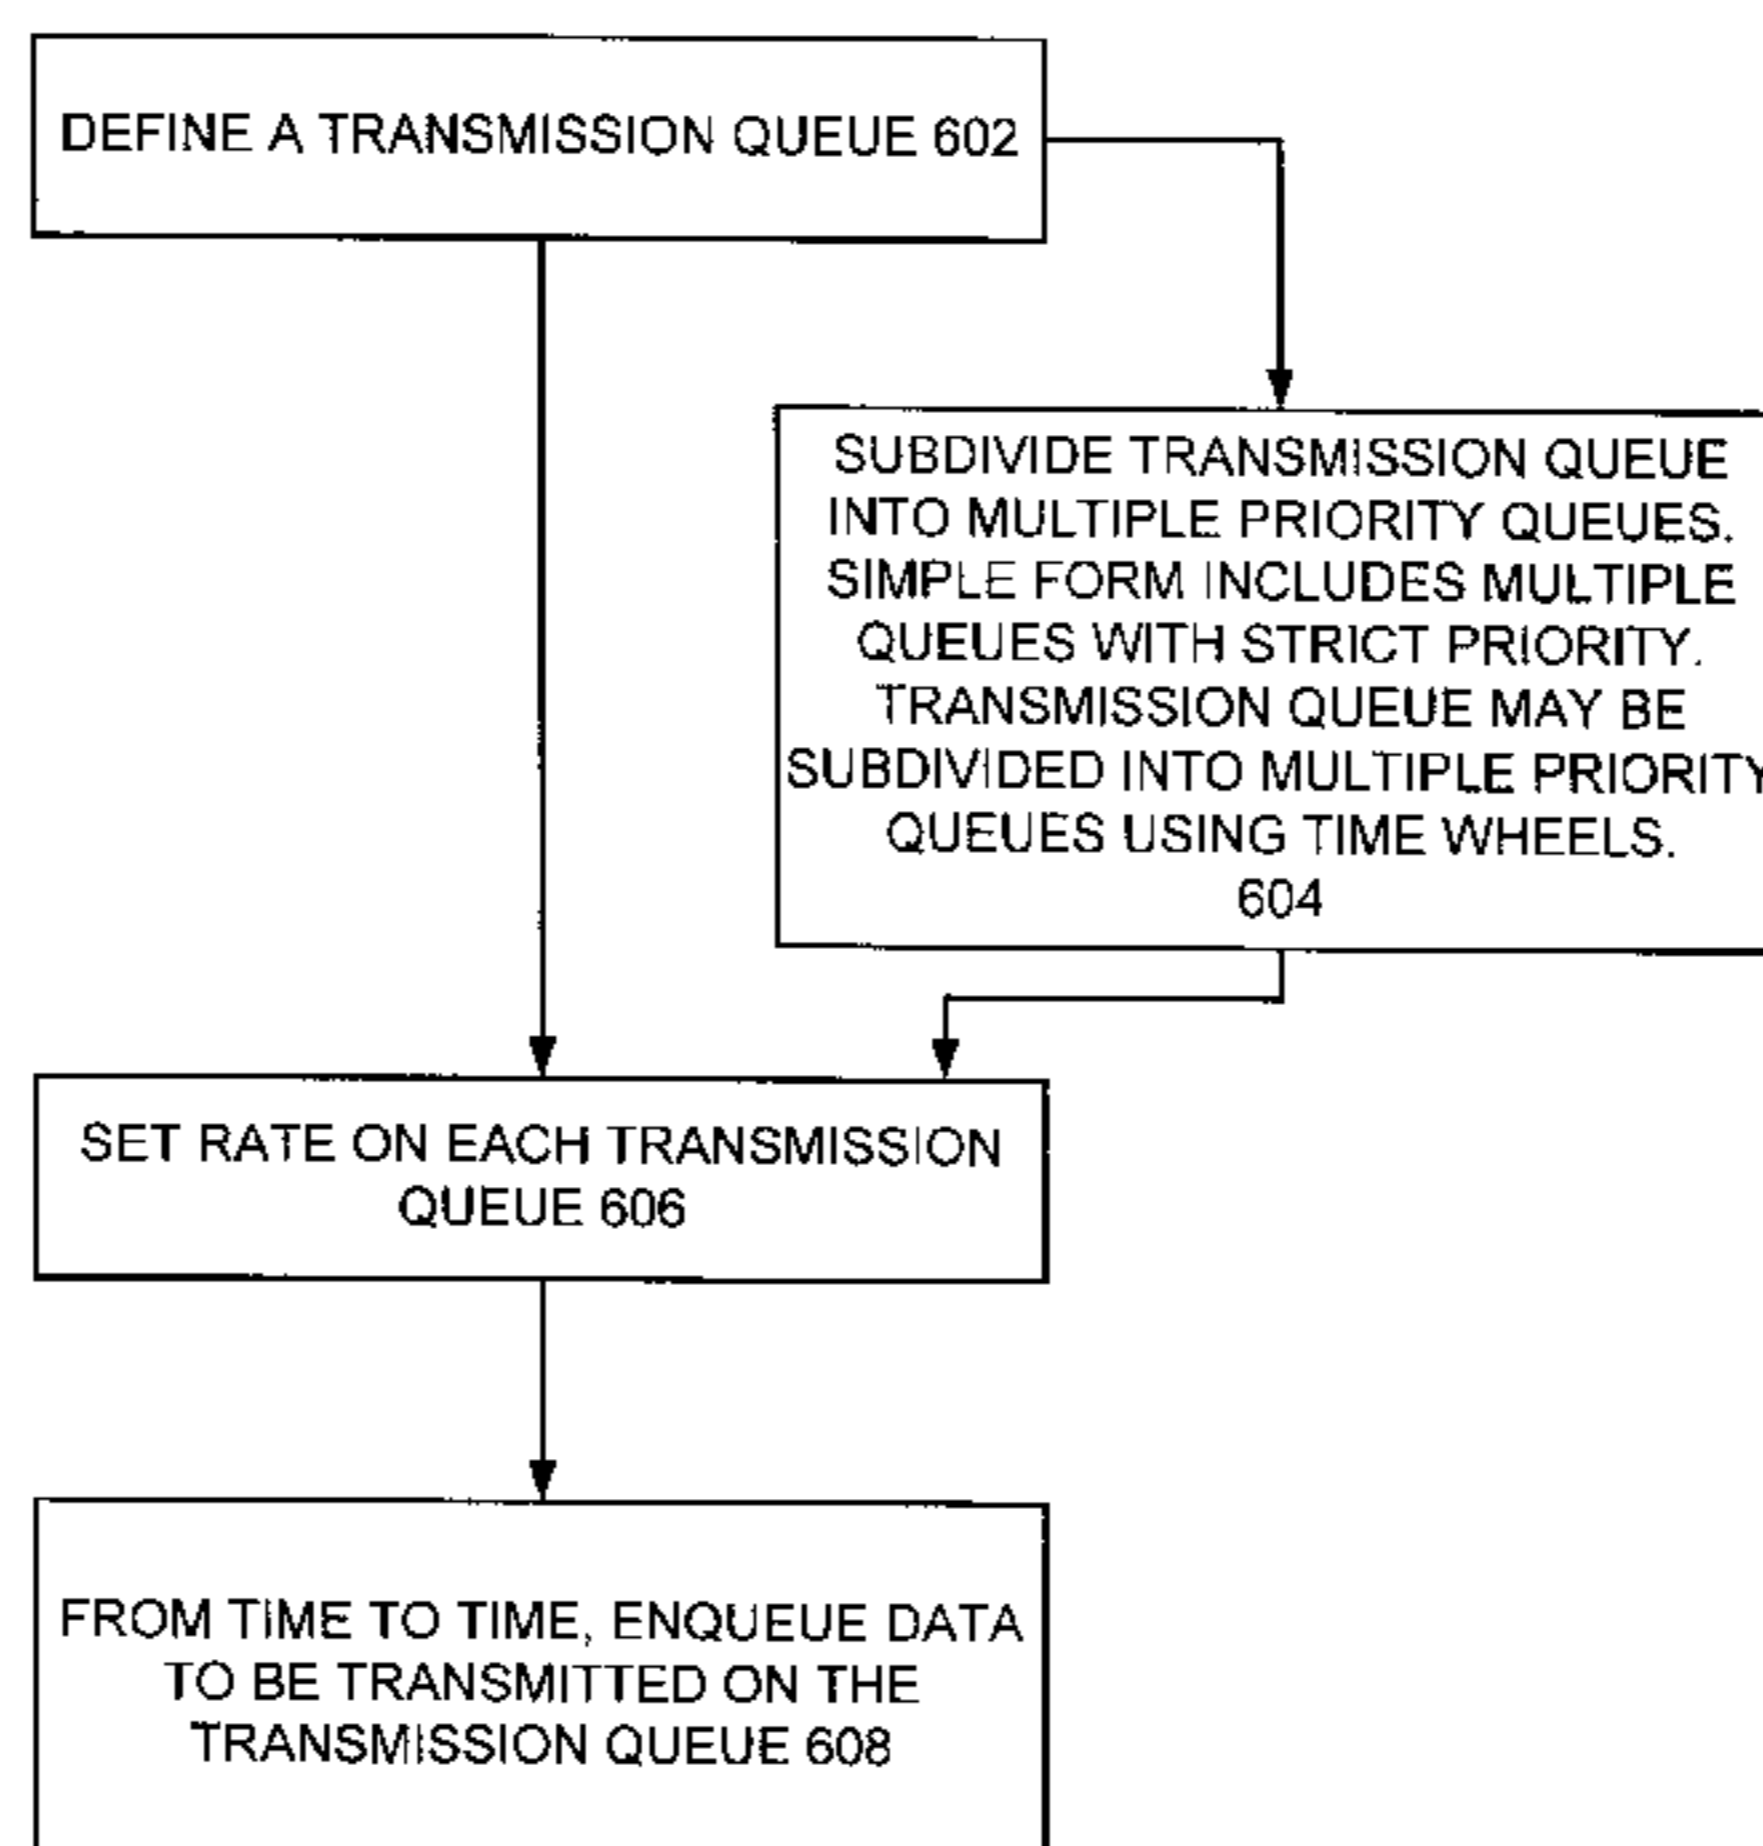 DEFINE A TRANSMISSION QUEUE 602
SUBDIVIDE TRANSMISSION QUEUE
INTO MULTIPLE PRIORITY QUEUES.
SIMPLE FORM INCLUDES MULTIPLE
QUEUES WITH STRICT PRIORITY.
TRANSMISSION QUEUE MAY BE
SUBDIVIDED INTO MULTIPLE PRIORITY
QUEUES USING TIME WHEELS.
604
SET RATE ON EACH TRANSMISSION
QUEUE 606
FROM TIME TO TIME, ENQUEUE DATA
TO BE TRANSMITTED ON THE
TRANSMISSION QUEUE 608